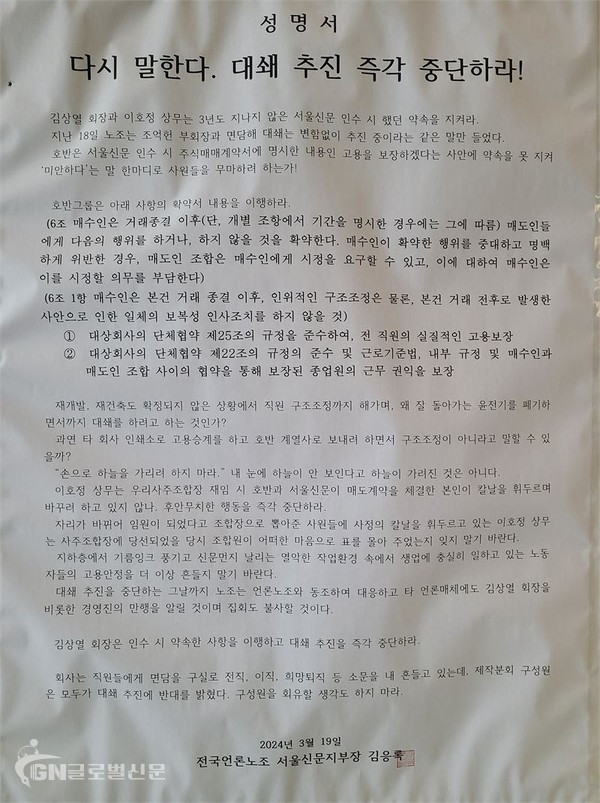 성 명 서
다시 말한다. 대쇄 추진 즉각 중단하라!
김상열 회장과 이호정 상무는 3년도 지나지 않은 서울신문 인수 시 했던 약속을 지켜라.
지난 18일 노조는 조억헌 부회장과 면담해 대쇄는 변함없이 추진 중이라는 같은 말만 들었다.
호반은 서울신문 인수 시 주식매매계약서에 명시한 내용인 고용을 보장하겠다는 사안에 약속을 못 지켜
'미안하다'는 말 한마디로 사원들을 무마하려 하는가!
호반그룹은 아래 사항의 확약서 내용을 이행하라.
(6조 매수인은 거래종결 이후(단, 개별 조항에서 기간을 명시한 경우에는 그에 따름) 매도인들
에게 다음의 행위를 하거나, 하지 않을 것을 확약한다. 매수인이 확약한 행위를 중대하고 명백
하게 위반한 경우, 매도인 조합은 매수인에게 시정을 요구할 수 있고, 이에 대하여 매수인은
이를 시정할 의무를 부담한다)
(6조 1항 매수인은 본건 거래 종결 이후, 인위적인 구조조정은 물론, 본건 거래 전후로 발생한
사안으로 인한 일체의 보복성 인사조치를 하지 않을 것)
① 대상회사의 단체협약 제25조의 규정을 준수하여, 전 직원의 실질적인 고용보장
② 대상회사의 단체협약 제22조의 규정의 준수 및 근로기준법, 내부 규정 및 매수인과
매도인 조합 사이의 협약을 통해 보장된 종업원의 근무 권익을 보장
재개발, 재건축도 확정되지 않은 상황에서 직원 구조조정까지 해가며, 왜 잘 돌아가는 윤전기를 폐기하
면서까지 대쇄를 하려고 하는 것인가?
과연 타 회사 인쇄소로 고용승계를 하고 호반 계열사로 보내려 하면서 구조조정이 아니라고 말할 수 있
을까?
"손으로 하늘을 가리려 하지 마라." 내 눈에 하늘이 안 보인다고 하늘이 가려진 것은 아니다.
이호정 상무는 우리사주조합장 재임 시 호반과 서울신문이 매도계약을 체결한 본인이 칼날을 휘두르며
바꾸려 하고 있지 않나. 후안무치한 행동을 즉각 중단하라.
자리가 바뀌어 임원이 되었다고 조합장으로 뽑아준 사원들에 사정의 칼날을 휘두르고 있는 이호정 상무
는 사주조합장에 당선되었을 당시 조합원이 어떠한 마음으로 표를 몰아 주었는지 잊지 말기 바란다.
지하층에서 기름잉크 풍기고 신문먼지 날리는 열악한 작업환경 속에서 생업에 충실히 일하고 있는 노동
자들의 고용안정을 더 이상 흔들지 말기 바란다.
대쇄 추진을 중단하는 그날까지 노조는 언론노조와 동조하여 대응하고 타 언론매체에도 김상열 회장을
비롯한 경영진의 만행을 알릴 것이며 집회도 불사할 것이다.
김상열 회장은 인수 시 약속한 사항을 이행하고 대쇄 추진을 즉각 중단하라.
회사는 직원들에게 면담을 구실로 전직, 이직, 희망퇴직 등 소문을 내 흔들고 있는데, 제작분회 구성원
은 모두가 대쇄 추진에 반대를 밝혔다. 구성원을 회유할 생각도 하지 마라.
2024년 3월 19일
전국언론노조 서울신문지부장 김응록
GN글로벌신문